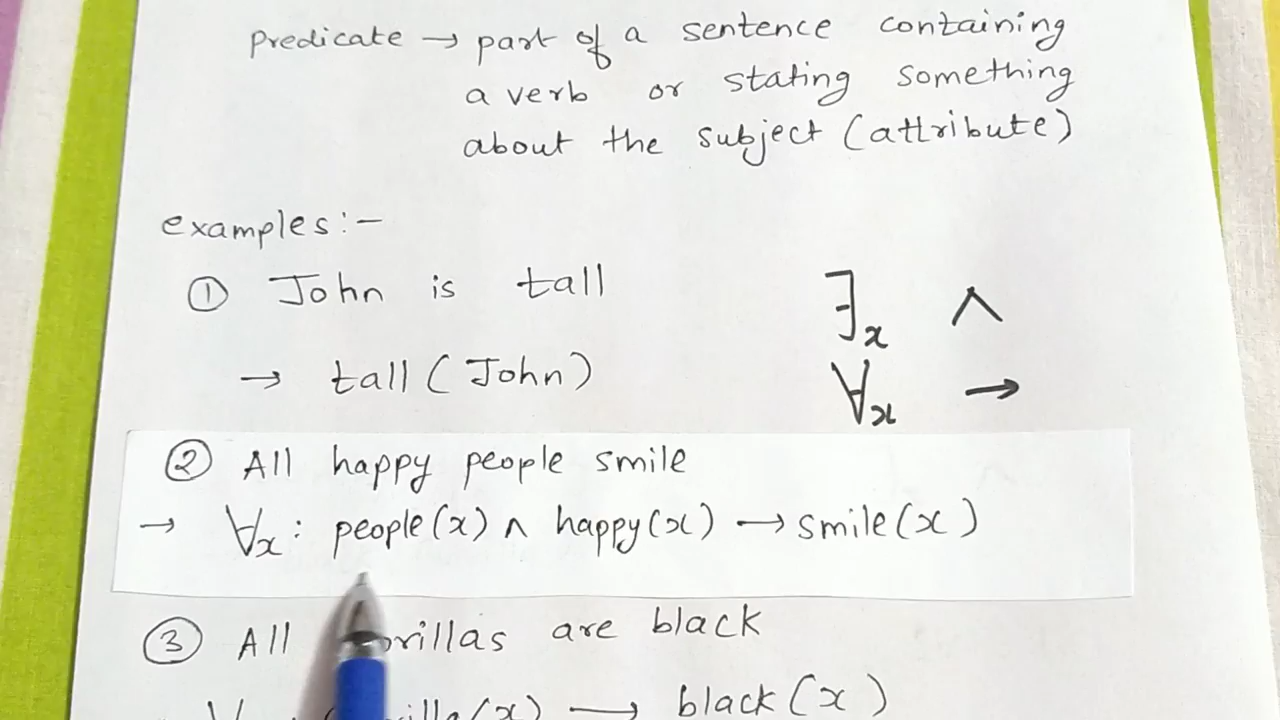 Predicate → part of a sentence containing
a verb or stating something
about the subject (attribute)
examples:-
① John is tall
→ tall (John)
∃x ∧
∀x →
② All happy people smile
→ ∀x: people(x) ∧ happy(x) → smile(x)
③ All are black
(x) → black(x)